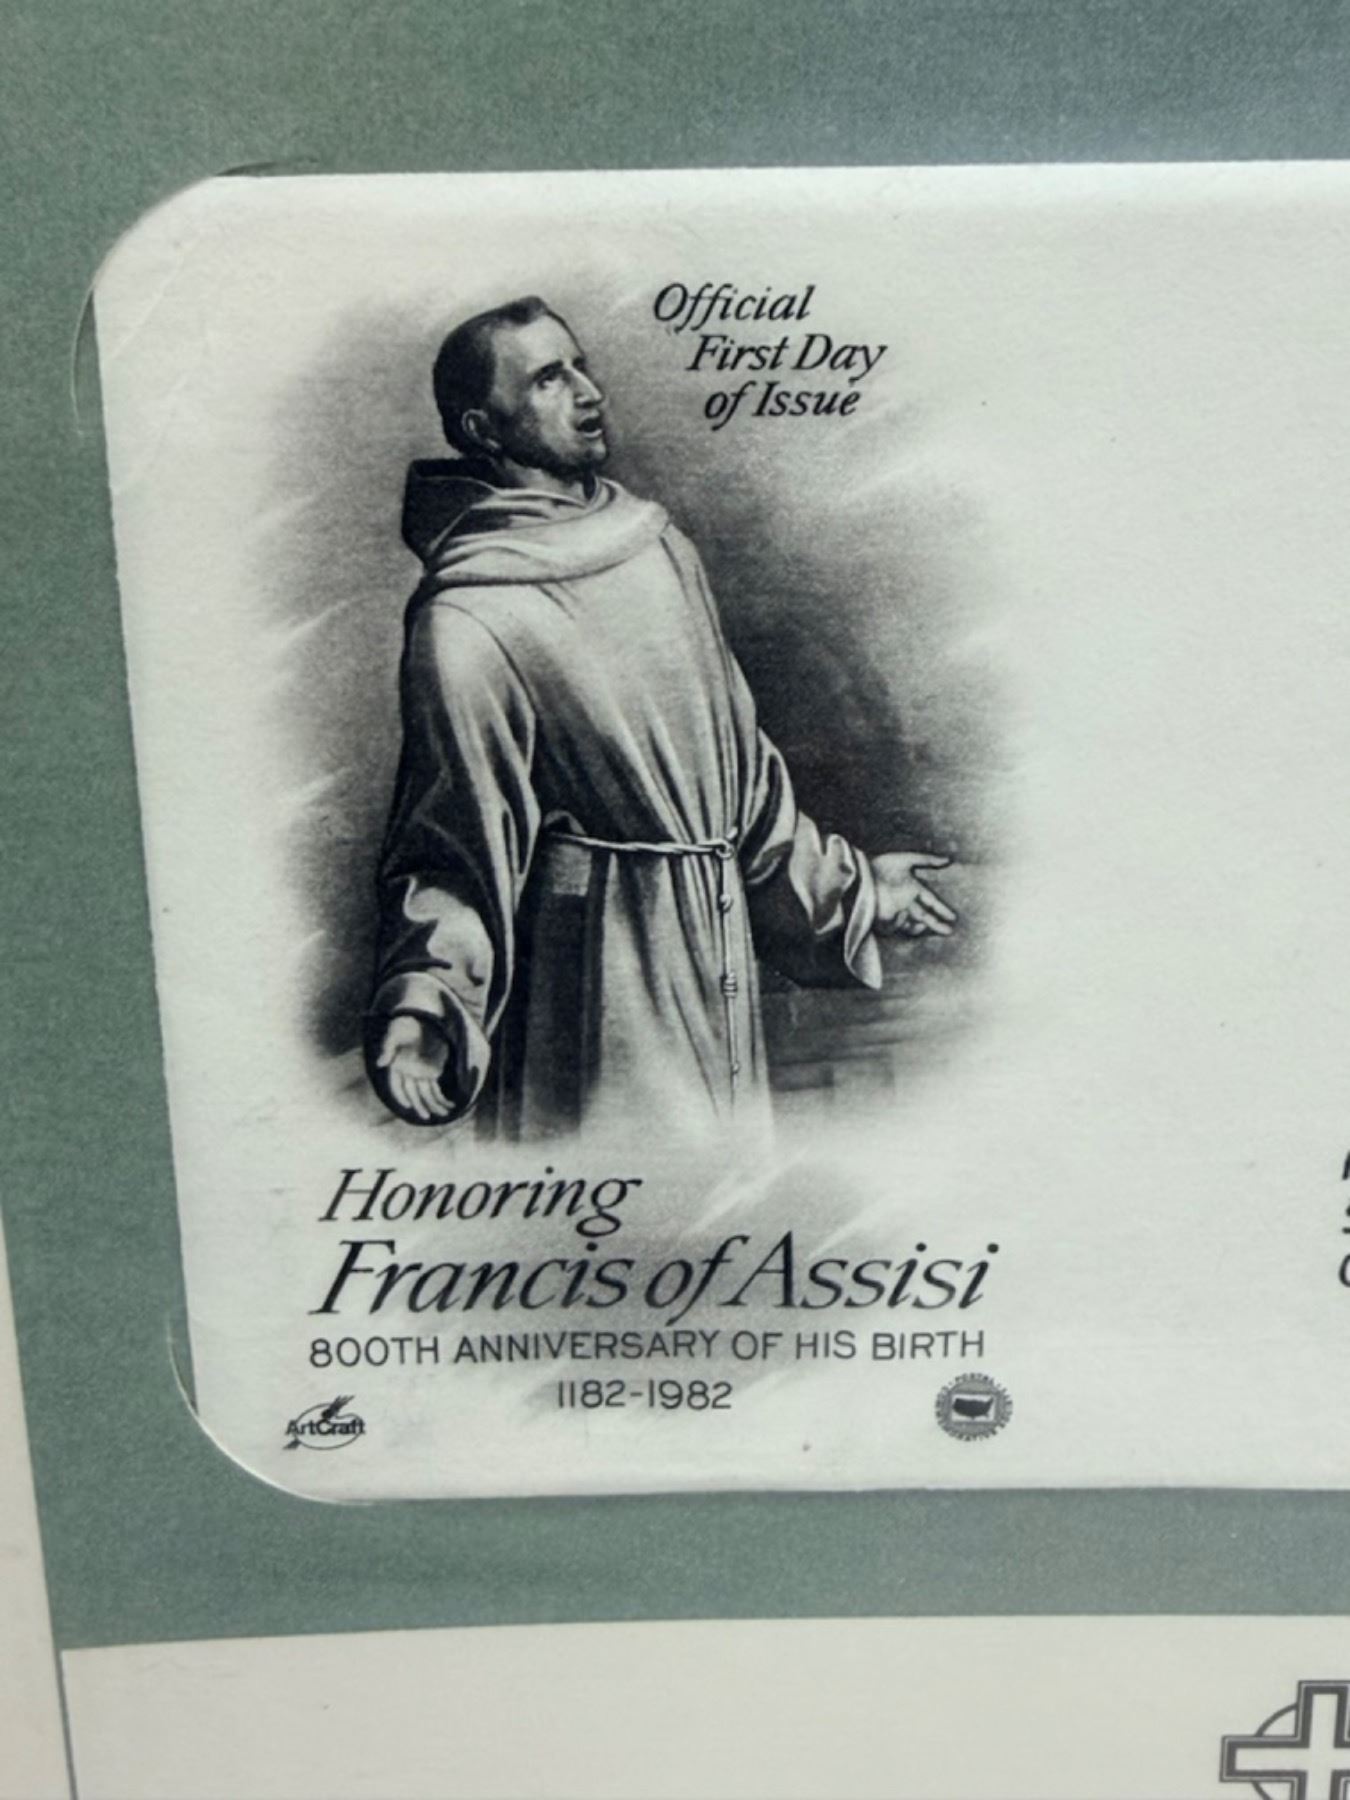 Official
First Day
of Issue
Honoring
Francis of Assisi
800TH ANNIVERSARY OF HIS BIRTH
1182-1982
ArtCraft